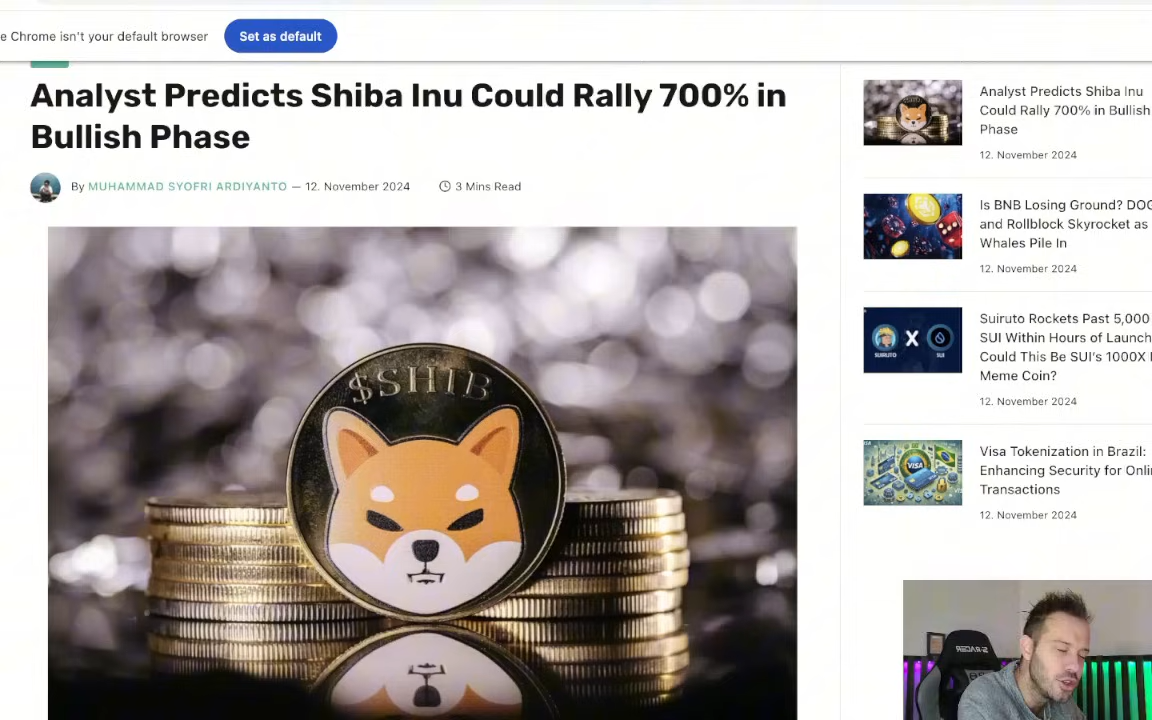 e Chrome isn't your default browser
Set as default
Analyst Predicts Shiba Inu Could Rally 700% in
Bullish Phase
By MUHAMMAD SYOFRI ARDIYANTO — 12. November 2024
3 Mins Read
$SHIB
Analyst Predicts Shiba Inu
Could Rally 700% in Bullish
Phase
12. November 2024
Is BNB Losing Ground? DOG
and Rollblock Skyrocket as
Whales Pile In
12. November 2024
Suiruto Rockets Past 5,000
SUI Within Hours of Launch
Could This Be SUI's 1000X
Meme Coin?
12. November 2024
SUIRUTO
X
SUI
Visa Tokenization in Brazil:
Enhancing Security for Onli
Transactions
12. November 2024
VISA